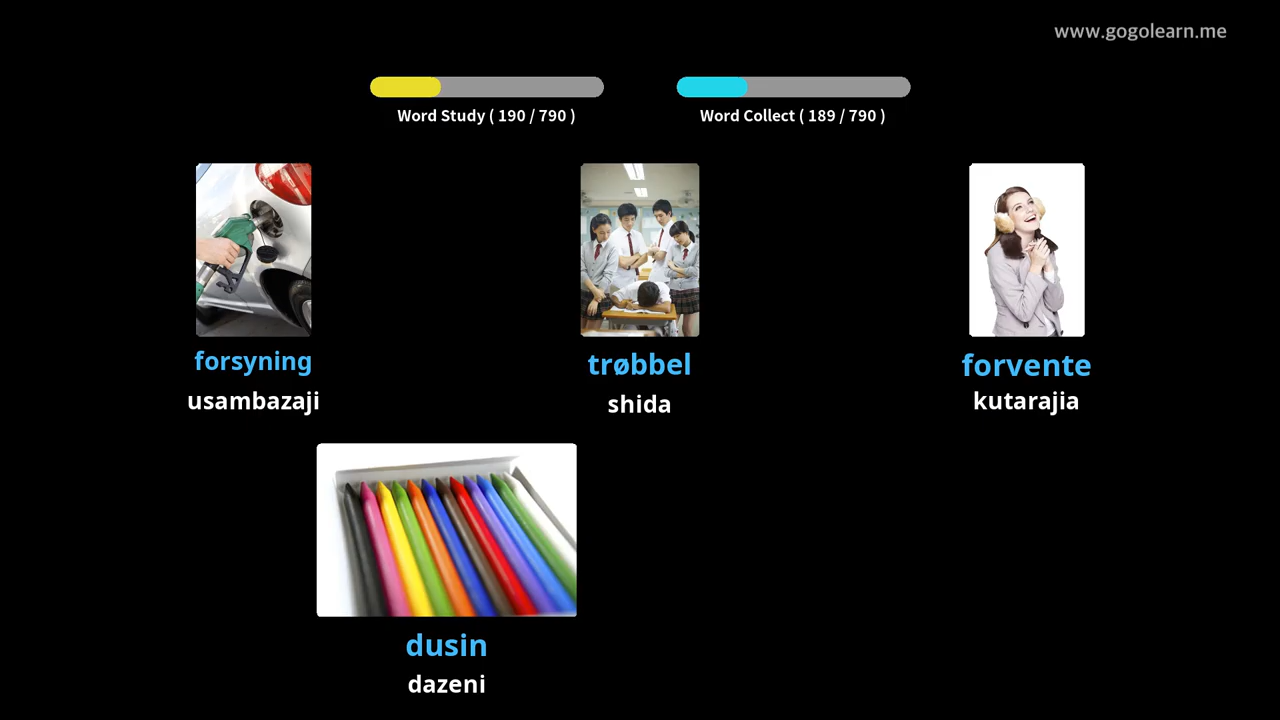 www.gogolearn.me
Word Study ( 190 / 790 )
Word Collect ( 189 / 790 )
forsyning
usambazaji
trøbbel
shida
forvente
kutarajia
dusin
dazeni